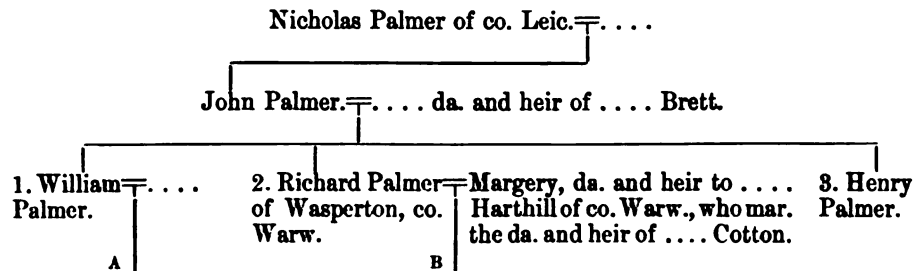 Nicholas Palmer of co. Leic.╤. . . .
John Palmer.╤. . . . da. and heir of . . . . Brett.
1. William╤. . . .
Palmer.
2. Richard Palmer╤Margery, da. and heir to . . . .
of Wasperton, co. Harthill of co. Warw., who mar.
Warw. the da. and heir of . . . . Cotton.
3. Henry
Palmer.
A
B